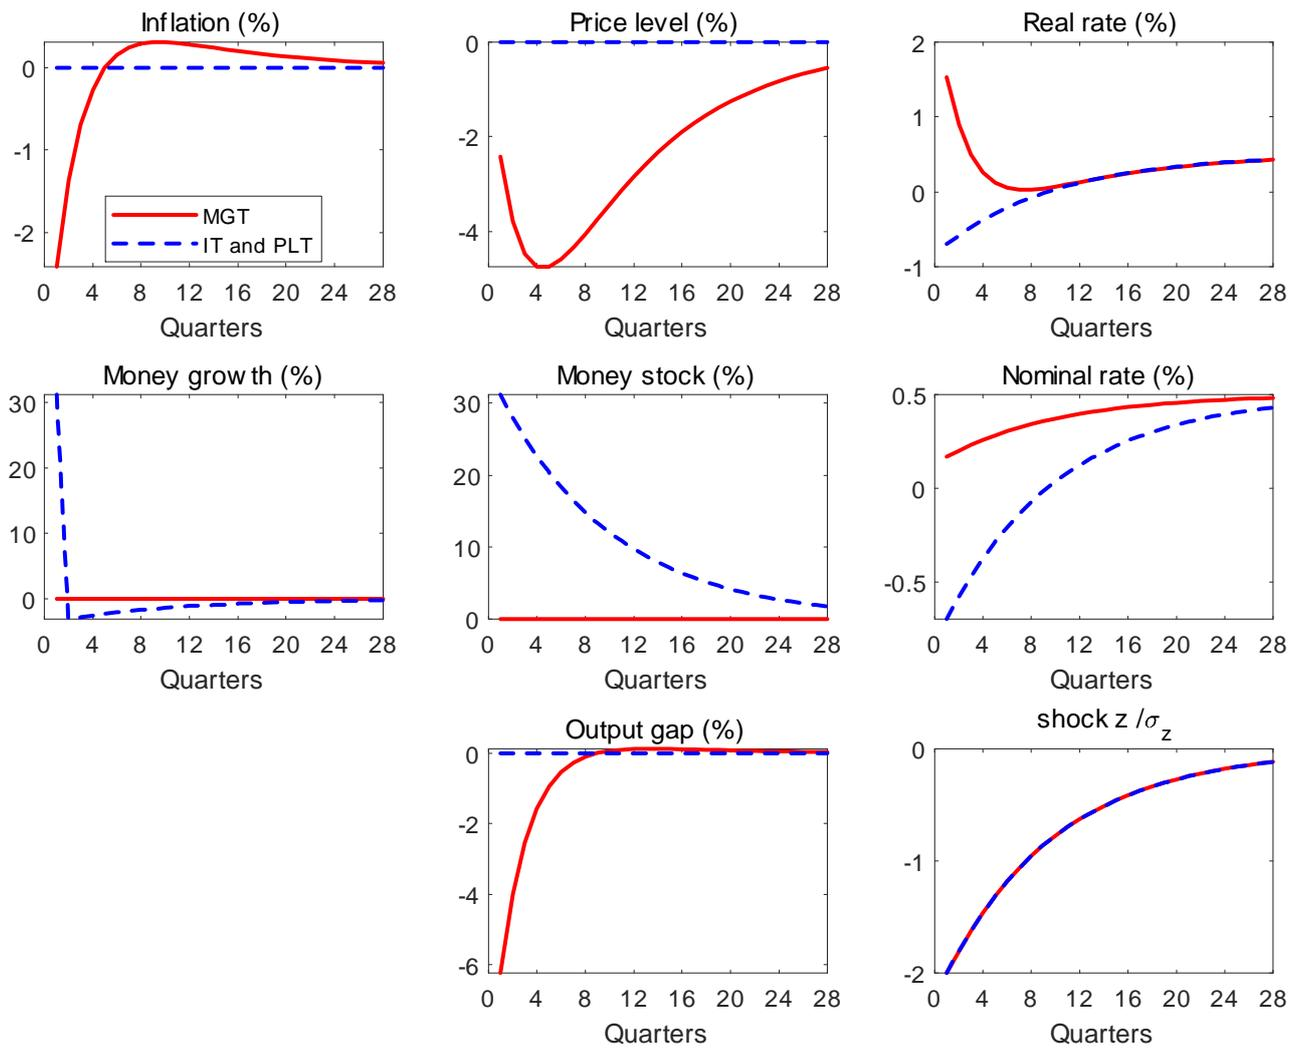 Inflation (%)
0
-1
-2
MGT
IT and PLT
0 4 8 12 16 20 24 28
Quarters
Price level (%)
0
-2
-4
0 4 8 12 16 20 24 28
Quarters
Real rate (%)
2
1
0
-1
0 4 8 12 16 20 24 28
Quarters
Money growth (%)
30
20
10
0
0 4 8 12 16 20 24 28
Quarters
Money stock (%)
30
20
10
0
0 4 8 12 16 20 24 28
Quarters
Nominal rate (%)
0.5
0
-0.5
0 4 8 12 16 20 24 28
Quarters
Output gap (%)
0
-2
-4
-6
0 4 8 12 16 20 24 28
Quarters
shock z /σz
0
-1
-2
0 4 8 12 16 20 24 28
Quarters